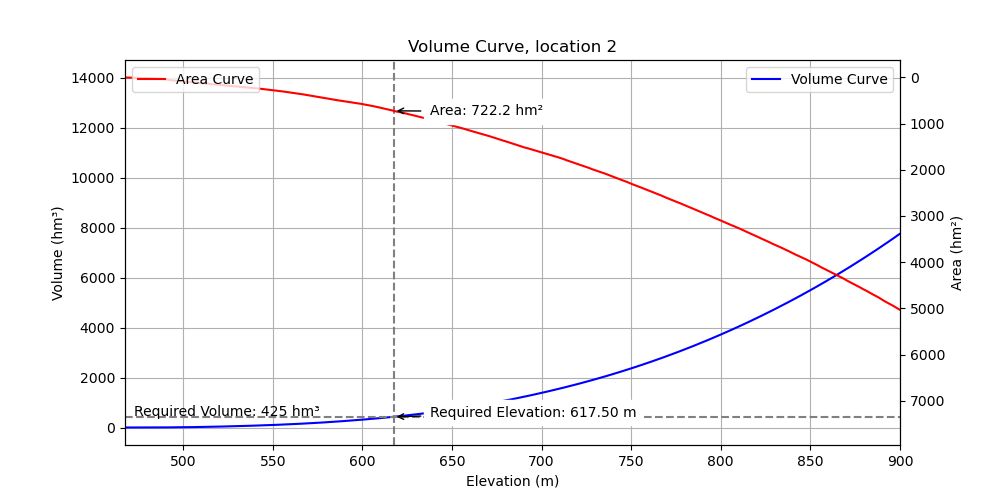 Volume Curve, location 2
Area Curve
Volume Curve
Area: 722.2 hm²
Required Volume: 425 hm³
Required Elevation: 617.50 m
Volume (hm³)
14000
12000
10000
8000
6000
4000
2000
0
Area (hm²)
0
1000
2000
3000
4000
5000
6000
7000
500 550 600 650 700 750 800 850 900
Elevation (m)